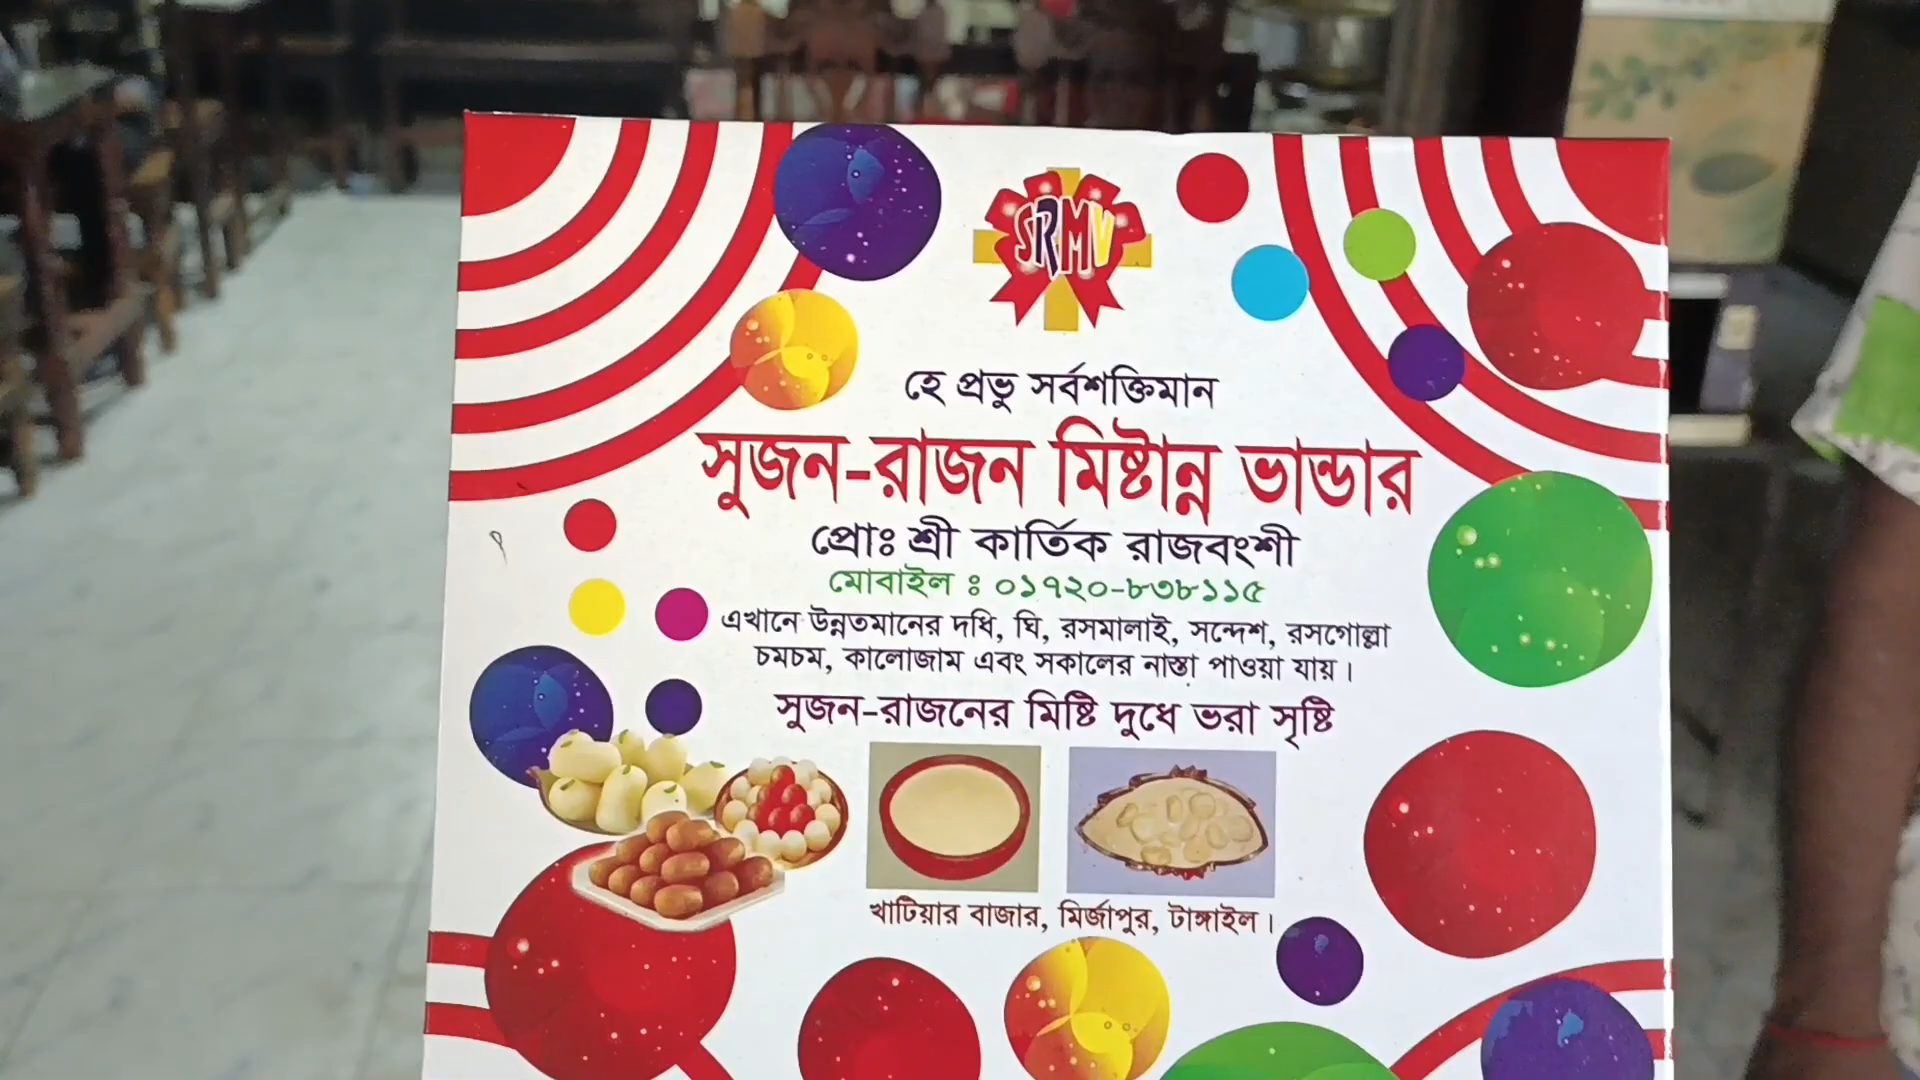 SRMV
হে প্রভু সর্বশক্তিমান
সুজন-রাজন মিষ্টান্ন ভান্ডার
প্রোঃ শ্রী কার্তিক রাজবংশী
মোবাইল : ০১৭২০-৮৩৮১১৫
এখানে উন্নতমানের দধি, ঘি, রসমালাই, সন্দেশ, রসগোল্লা
চমচম, কালোজাম এবং সকালের নাস্তা পাওয়া যায়।
সুজন-রাজনের মিষ্টি দুধে ভরা সৃষ্টি
খাটিয়ার বাজার, মির্জাপুর, টাঙ্গাইল।